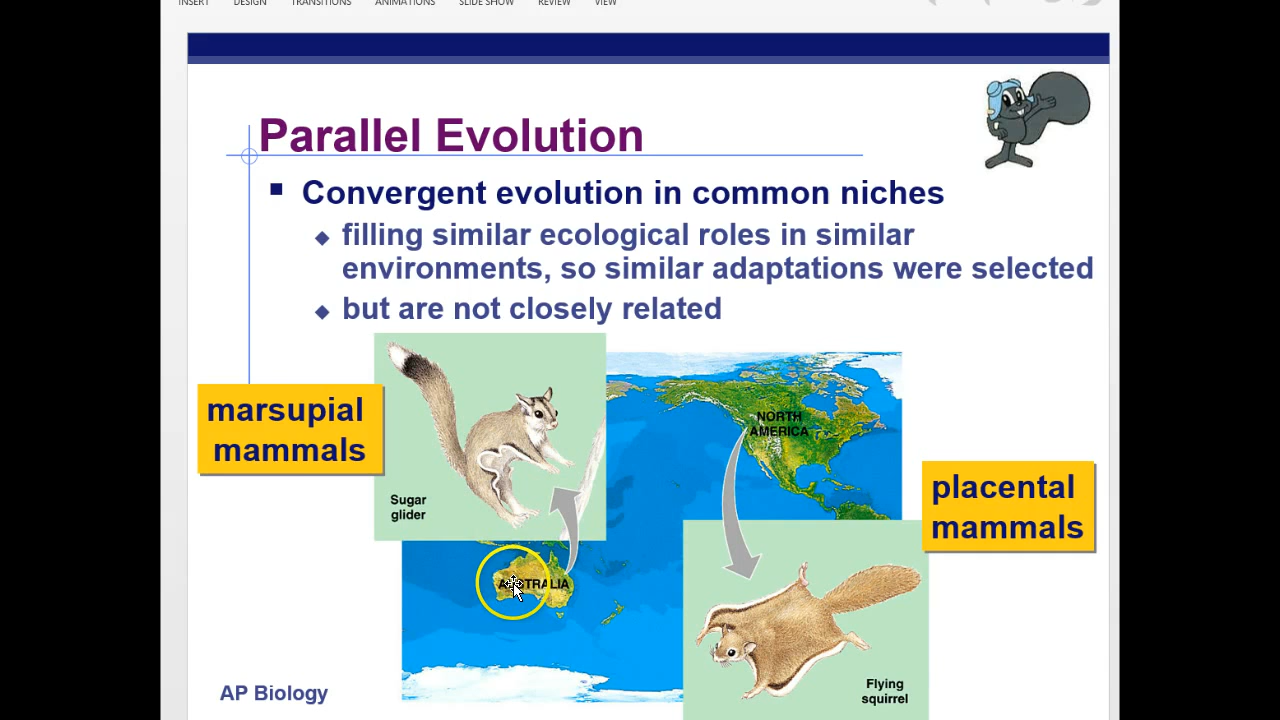 INSERT DESIGN TRANSITIONS ANIMATIONS SLIDE SHOW REVIEW VIEW
Parallel Evolution
Convergent evolution in common niches
filling similar ecological roles in similar
environments, so similar adaptations were selected
but are not closely related
marsupial
mammals
Sugar
glider
NORTH
AMERICA
placental
mammals
AUSTRALIA
Flying
squirrel
AP Biology